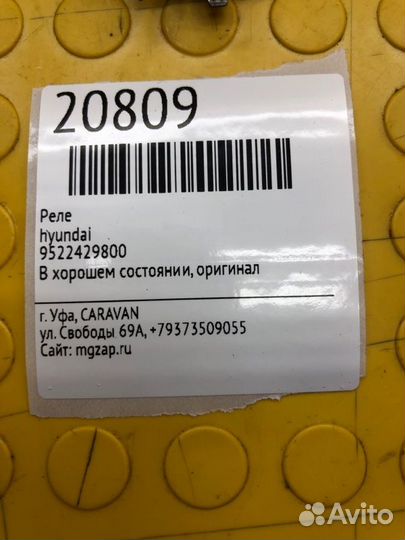 20809
Реле
hyundai
9522429800
В хорошем состоянии, оригинал
г. Уфа, CARAVAN
ул. Свободы 69А, +79373509055
Сайт: mgzap.ru
Avito